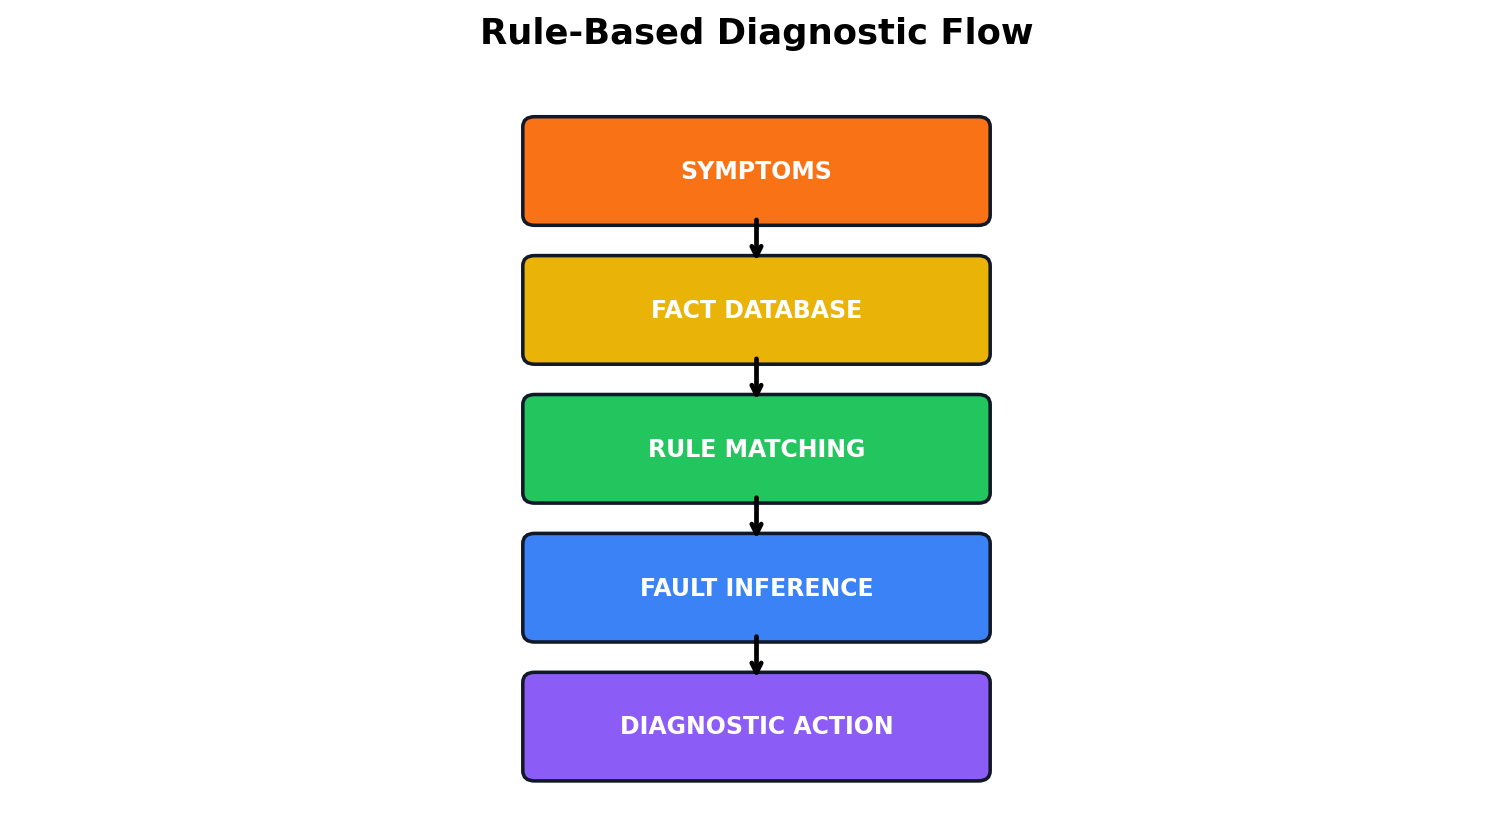 Rule-Based Diagnostic Flow
SYMPTOMS
FACT DATABASE
RULE MATCHING
FAULT INFERENCE
DIAGNOSTIC ACTION